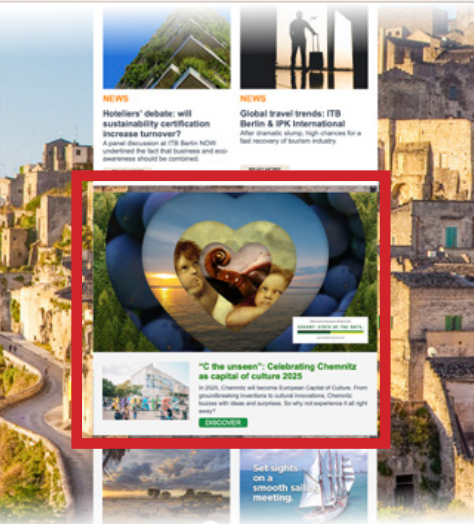 NEWS
Hoteliers' debate: will
sustainability certification
increase turnover?
A panel discussion at ITB Berlin NOW
underlined the fact that business and eco-
awareness should be combined.
NEWS
Global travel trends: ITB
Berlin & IPK International
After dramatic slump, high chances for a
fast recovery of tourism industry
READ MORE
SAXONY. STATE OF THE ARTS.
"C the unseen": Celebrating Chemnitz
as capital of culture 2025
In 2025, Chemnitz will become European Capital of Culture. From
groundbreaking inventions to cultural innovations, Chemnitz
buzzes with ideas and surprises. So why not experience it all right
away?
DISCOVER
Set sights
on a
smooth sail
meeting.